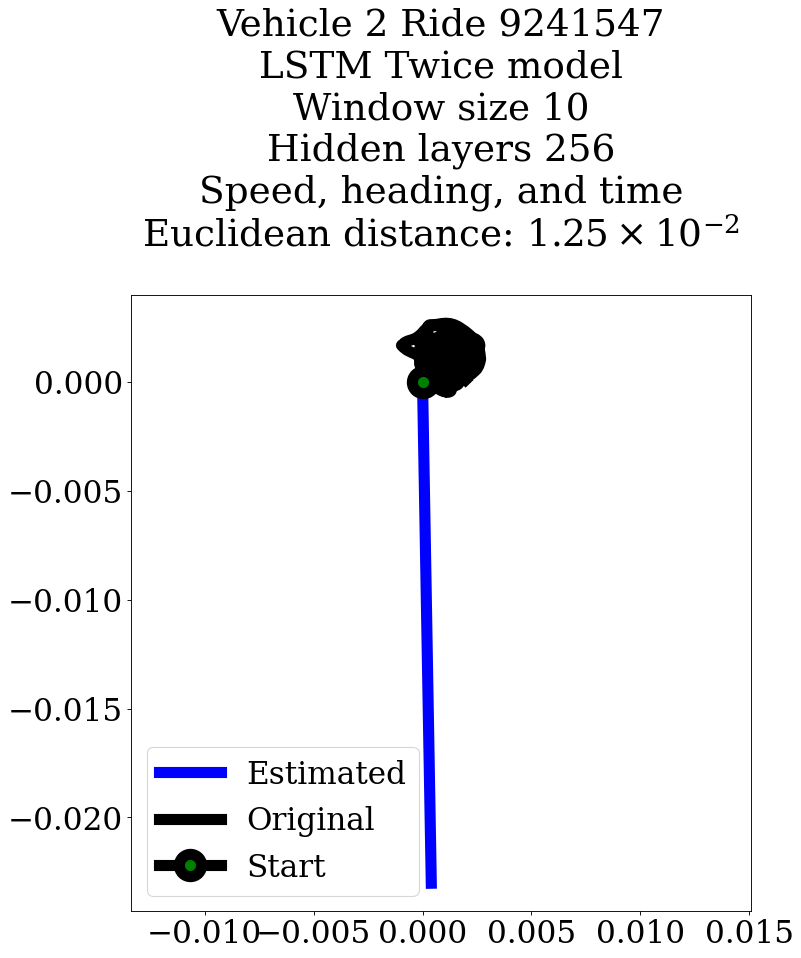 Vehicle 2 Ride 9241547
LSTM Twice model
Window size 10
Hidden layers 256
Speed, heading, and time
Euclidean distance: 1.25 × 10⁻²
0.000
−0.005
−0.010
−0.015
−0.020
Estimated
Original
Start
−0.010 −0.005 0.000 0.005 0.010 0.015